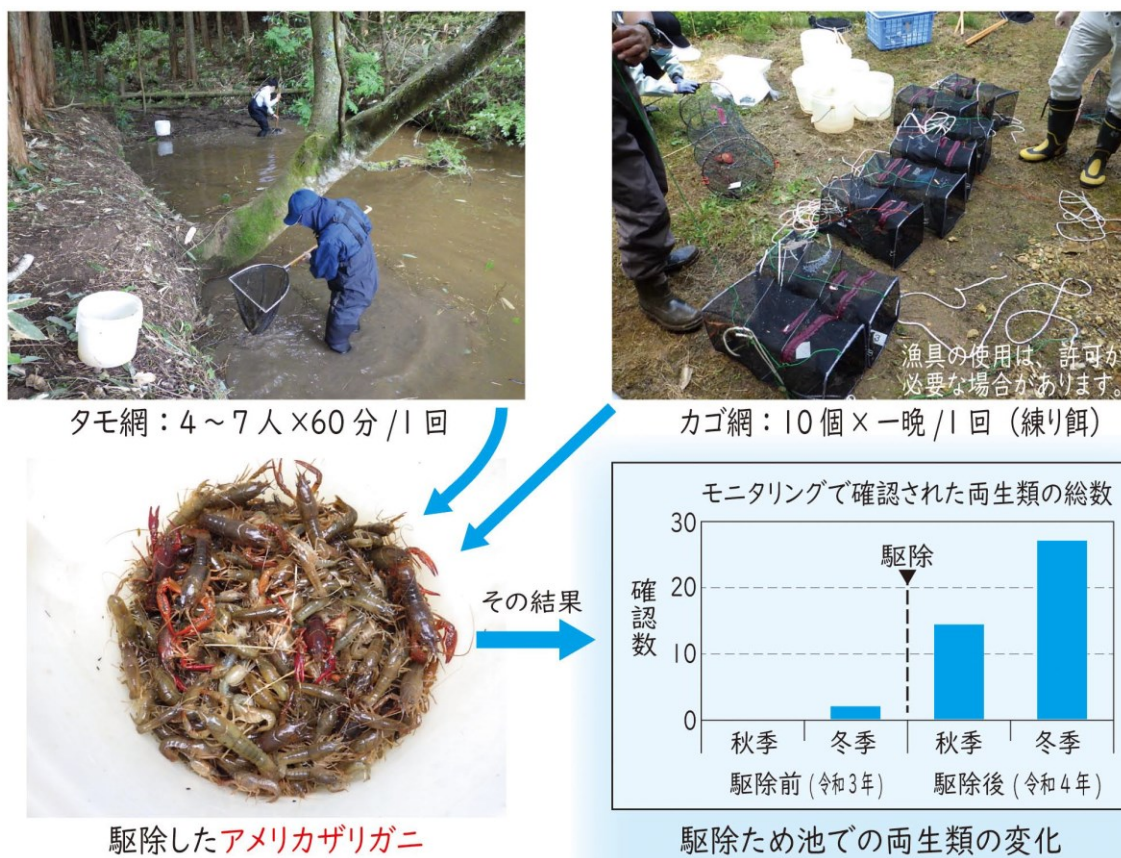 漁具の使用は、許可が
必要な場合があります。
タモ網：4～7人×60分/1回
カゴ網：10個×一晩/1回（練り餌）
その結果
駆除したアメリカザリガニ
モニタリングで確認された両生類の総数
確認数
30
20
10
0
駆除
秋季 冬季 秋季 冬季
駆除前(令和3年) 駆除後(令和4年)
駆除ため池での両生類の変化